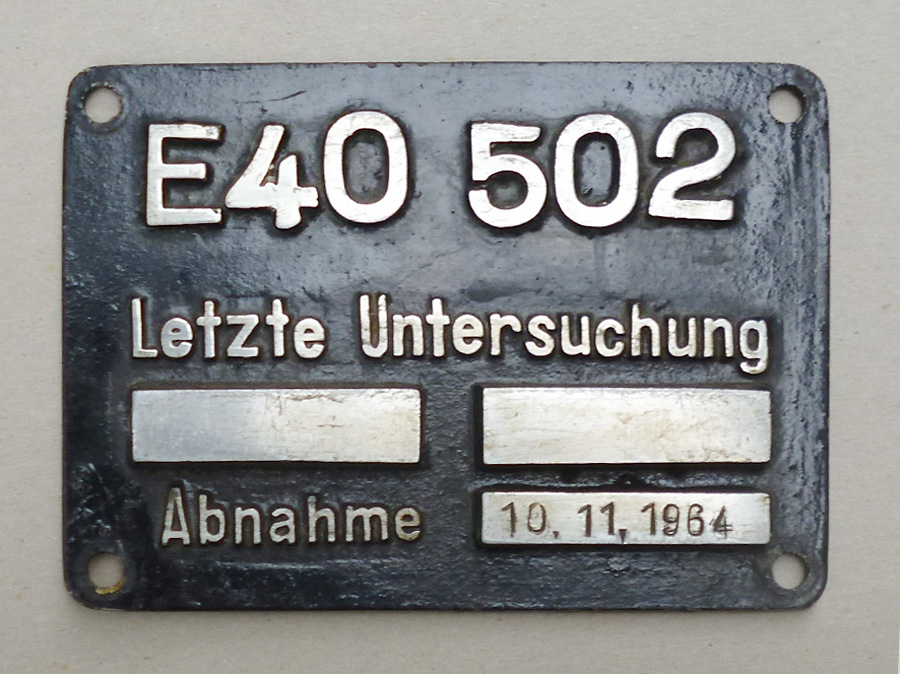 E40 502
Letzte Untersuchung
Abnahme 10. 11. 1964